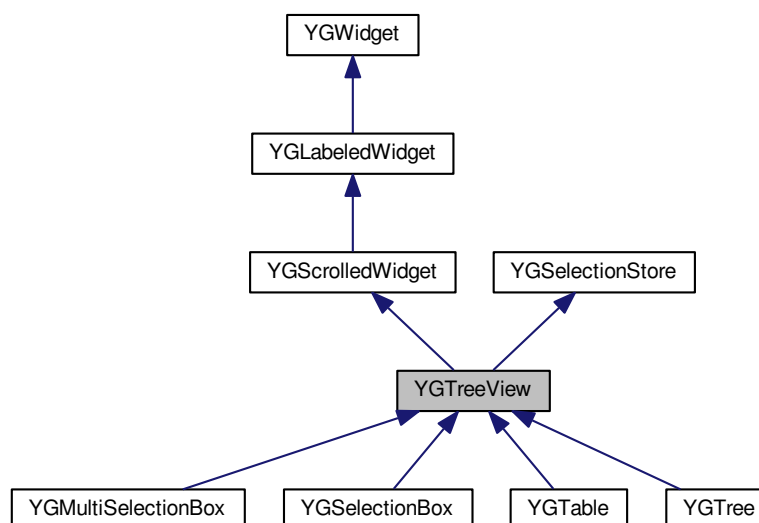 YGWidget
YGLabeledWidget
YGScrolledWidget
YGSelectionStore
YGTreeView
YGMultiSelectionBox
YGSelectionBox
YGTable
YGTree